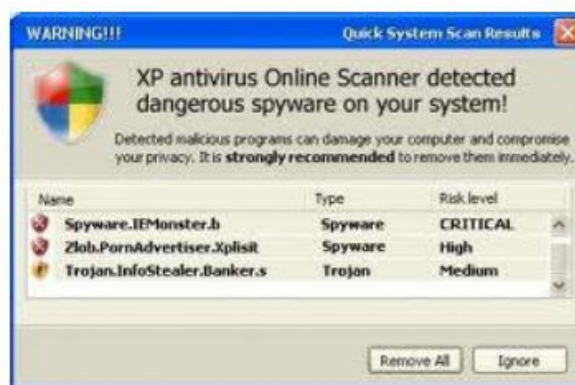 WARNING!!! Quick System Scan Results
XP antivirus Online Scanner detected
dangerous spyware on your system!
Detected malicious programs can damage your computer and compromise
your privacy. It is strongly recommended to remove them immediately.
Name Type Risk level
Spyware.IEMonster.b Spyware CRITICAL
Zlob.PornAdvertiser.Xplisit Spyware High
Trojan.InfoStealer.Banker.s Trojan Medium
Remove All Ignore